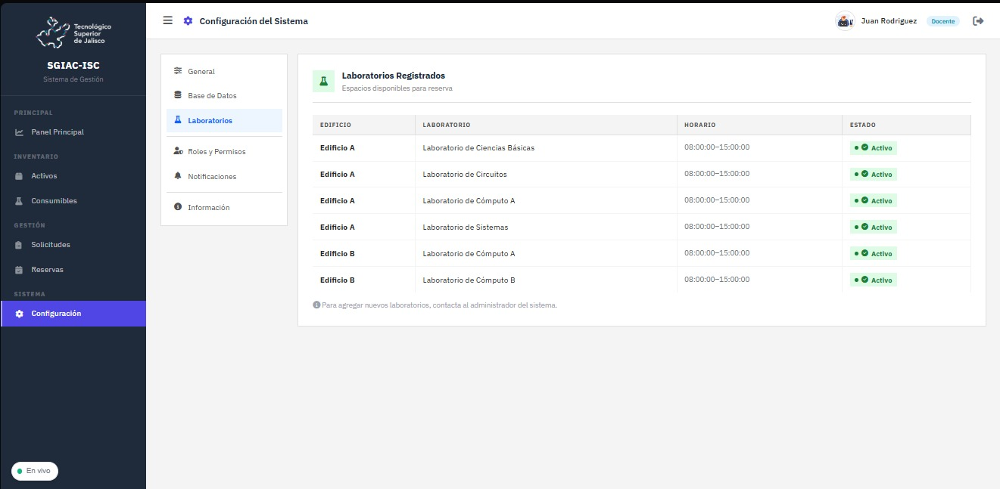 Tecnológico
Superior
de Jalisco
SGIAC-ISC
Sistema de Gestión
PRINCIPAL
Panel Principal
INVENTARIO
Activos
Consumibles
GESTIÓN
Solicitudes
Reservas
SISTEMA
Configuración
En vivo
Configuración del Sistema
Juan Rodriguez Docente
General
Base de Datos
Laboratorios
Roles y Permisos
Notificaciones
Información
Laboratorios Registrados
Espacios disponibles para reserva
EDIFICIO LABORATORIO HORARIO ESTADO
Edificio A Laboratorio de Ciencias Básicas 08:00:00–15:00:00 Activo
Edificio A Laboratorio de Circuitos 08:00:00–15:00:00 Activo
Edificio A Laboratorio de Cómputo A 08:00:00–15:00:00 Activo
Edificio A Laboratorio de Sistemas 08:00:00–15:00:00 Activo
Edificio B Laboratorio de Cómputo A 08:00:00–15:00:00 Activo
Edificio B Laboratorio de Cómputo B 08:00:00–15:00:00 Activo
Para agregar nuevos laboratorios, contacta al administrador del sistema.